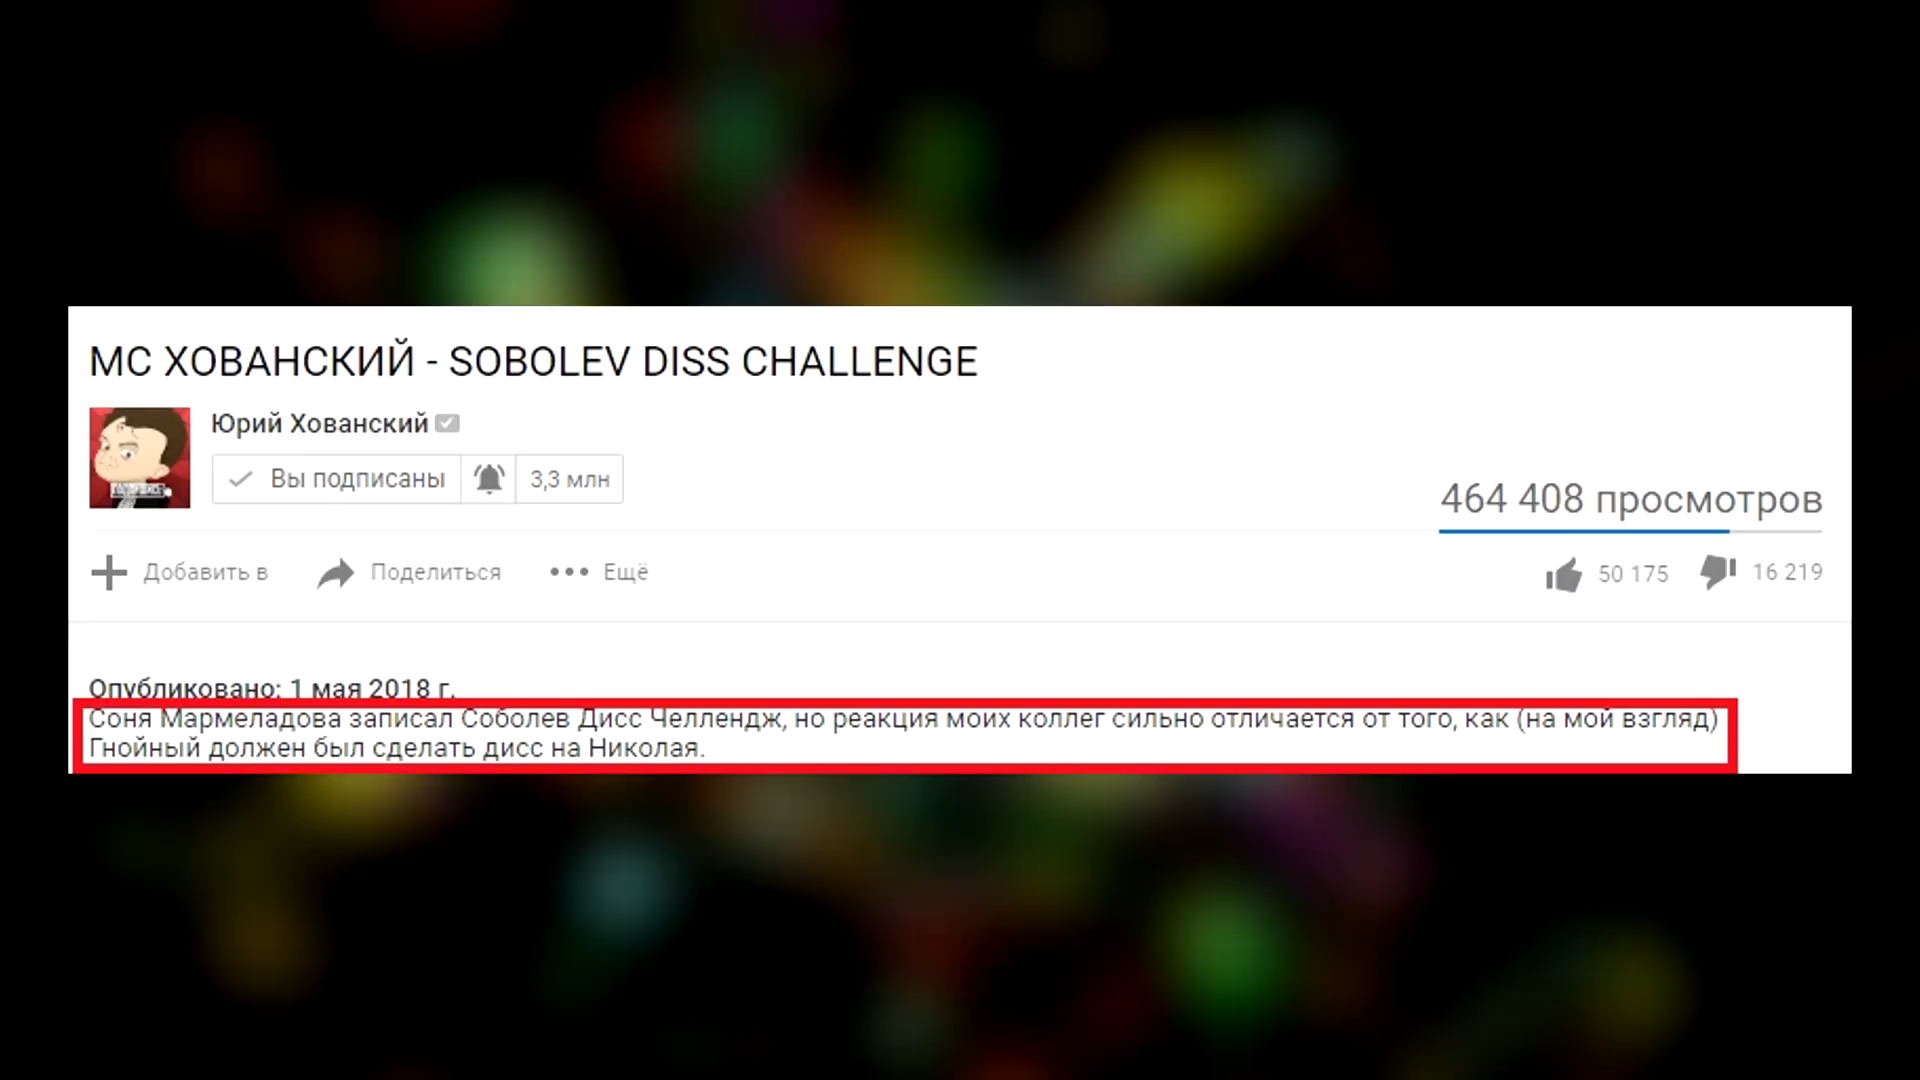 МС ХОВАНСКИЙ - SOBOLEV DISS CHALLENGE
Юрий Хованский
Вы подписаны 3,3 млн
464 408 просмотров
Добавить в Поделиться Ещё
50 175 16 219
Опубликовано: 1 мая 2018 г.
Соня Мармеладова записал Соболев Дисс Челлендж, но реакция моих коллег сильно отличается от того, как (на мой взгляд)
Гнойный должен был сделать дисс на Николая.